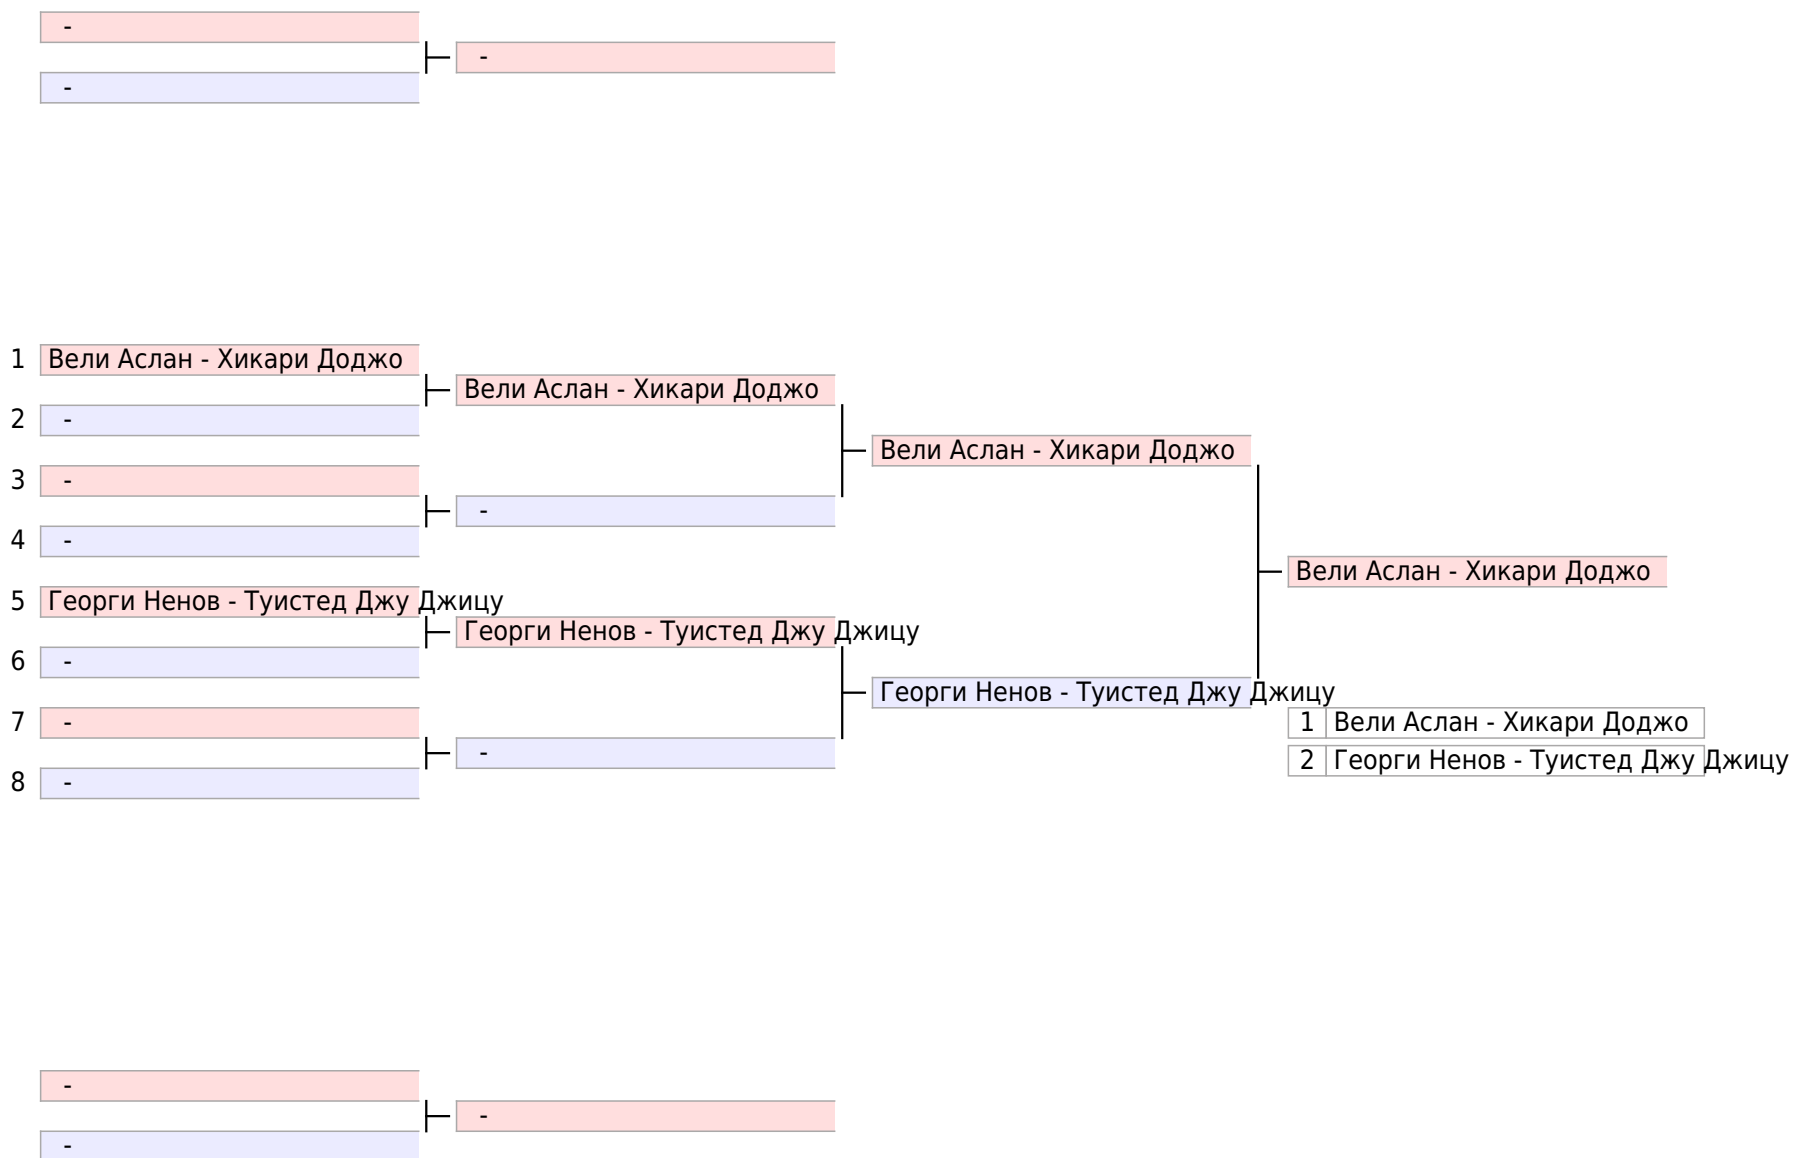 -
-
-
1 Вели Аслан - Хикари Доджо
Вели Аслан - Хикари Доджо
2 -
Вели Аслан - Хикари Доджо
3 -
-
4 -
Вели Аслан - Хикари Доджо
5 Георги Ненов - Туистед Джу Джицу
Георги Ненов - Туистед Джу Джицу
6 -
Георги Ненов - Туистед Джу Джицу
7 -
1 Вели Аслан - Хикари Доджо
-
2 Георги Ненов - Туистед Джу Джицу
8 -
-
-
-